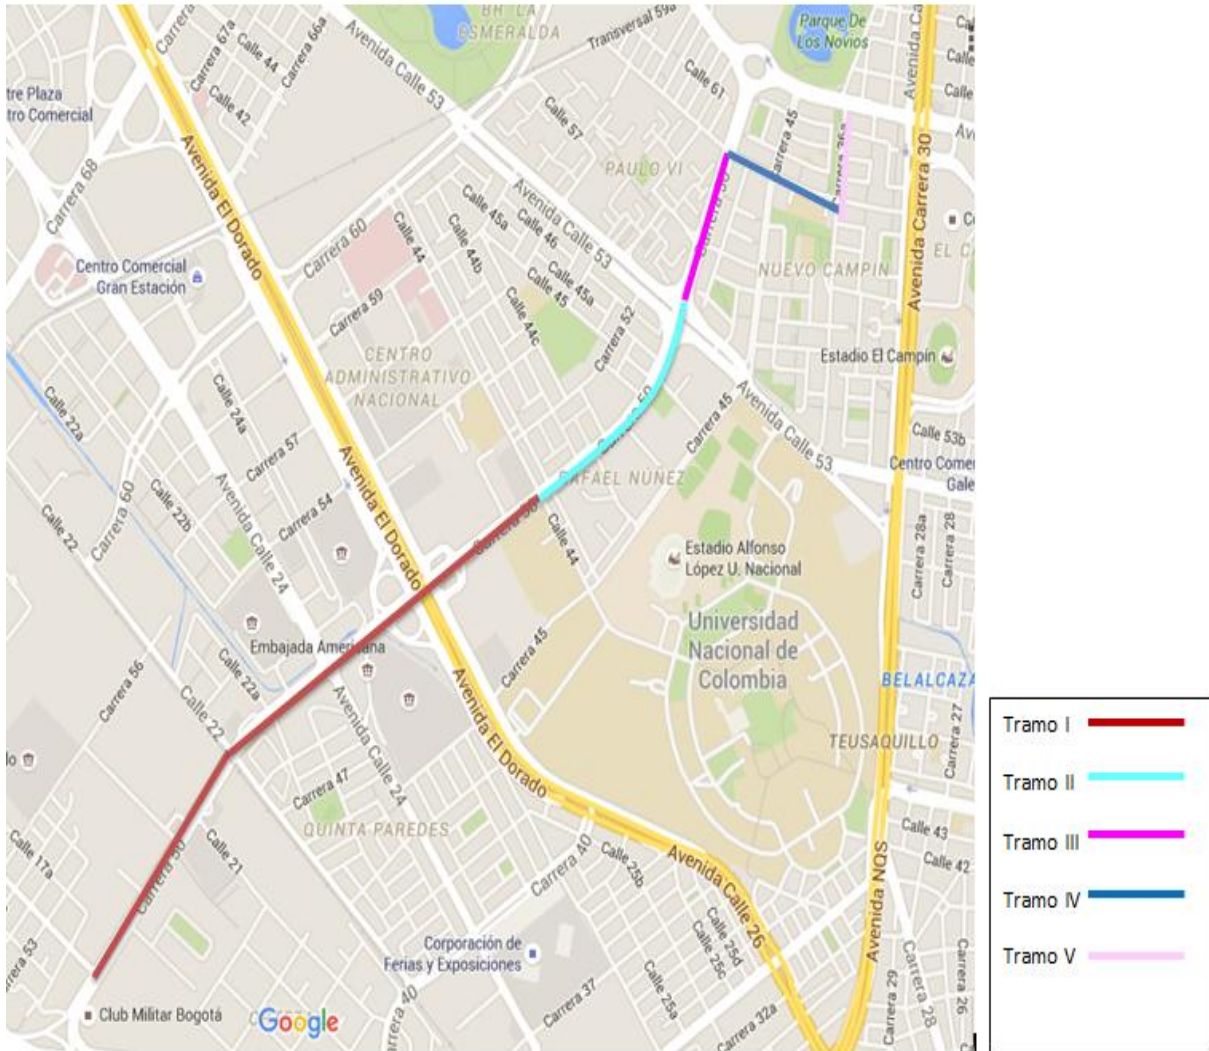 BR LA
ESMERALDA
Transversal 59a
Parque De
Los Novios
Avenida Calle 53
Carrera 67a
Calle 44
Carrera 66a
Calle 42
tre Plaza
tro Comercial
Calle 61
Calle 57
Carrera 45
PAULO VI
Carrera 36a
Avenida Carrera 30
Avenida El Dorado
Carrera 68
Carrera 60
Calle 44
Calle 45a
Calle 46
Avenida Calle 53
Calle 44b
Calle 45
Calle 45a
Centro Comercial
Gran Estación
NUEVO CAMPIN
Carrera 59
Calle 44c
Carrera 52
CENTRO
ADMINISTRATIVO
NACIONAL
Estadio El Campín
Calle 22a
Calle 24a
Carrera 57
Carrera 45
Avenida Calle 53
Calle 53b
Centro Comer
Gale
Carrera 60
Calle 22b
Avenida Calle 24
Carrera 54
Avenida El Dorado
RAFAEL NÚÑEZ
Calle 22
Calle 44
Carrera 28a
Carrera 28
Estadio Alfonso
López U. Nacional
Universidad
Nacional de
Colombia
Embajada Americana
Carrera 45
Carrera 56
Calle 22a
Calle 22
BELALCAZA
Avenida Calle 24
Avenida El Dorado
TEUSAQUILLO
Carrera 27
Carrera 47
QUINTA PAREDES
Calle 17a
Carrera 50
Calle 21
Carrera 40
Calle 25b
Avenida Calle 26
Calle 43
Calle 42
Avenida NQS
Corporación de
Ferias y Exposiciones
Calle 25d
Calle 25c
Calle 25a
Carrera 37
Carrera 40
Carrera 32a
Carrera 29
Carrera 28
Carrera 26
Club Militar Bogotá
Google
Tramo I
Tramo II
Tramo III
Tramo IV
Tramo V